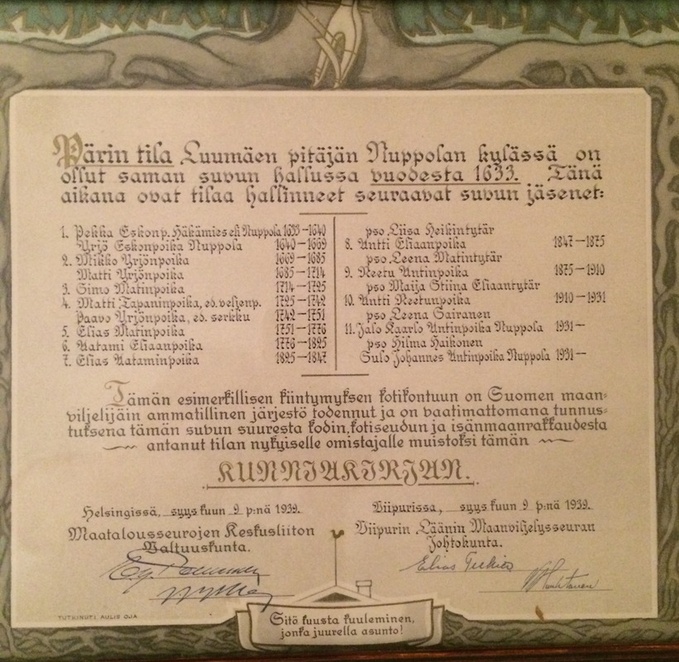 Pärin tila Luumäen pitäjän Nuppolan kylässä on
ollut saman suvun hallussa vuodesta 1633. Tänä
aikana ovat tilaa hallinneet seuraavat suvun jäsenet:
1. Pekka Eskonp. Häkämies eli Nuppola 1633–1640
Yrjö Eskonpoika Nuppola 1640–1669
2. Mikko Yrjönpoika 1669–1685
Matti Yrjönpoika 1685–1714
3. Simo Matinpoika 1714–1725
4. Matti Tapaninpoika, ed. veljenp. 1725–1742
Paavo Yrjönpoika, ed. serkku 1742–1751
5. Elias Matinpoika 1751–1776
6. Aatami Eliaanpoika 1776–1825
7. Elias Aataminpoika 1825–1847
pso Liisa Heikintytär
8. Antti Eliaanpoika 1847–1875
pso Leena Matintytär
9. Reetu Antinpoika 1875–1910
pso Maija Stiina Eliaantytär
10. Antti Reetunpoika 1910–1931
pso Leena Sairanen
11. Jalo Kaarlo Antinpoika Nuppola 1931–
pso Hilma Haikonen
Sulo Johannes Antinpoika Nuppola 1931–
Tämän esimerkillisen kiintymyksen kotikontuun on Suomen maan-
viljelijäin ammatillinen järjestö todennut ja on vaatimattomana tunnus-
tuksena tämän suvun suuresta kodin, kotiseudun ja isänmaanrakkaudesta
antanut tilan nykyiselle omistajalle muistoksi tämän
KUNNIAKIRJAN.
Helsingissä, syyskuun 9 p:nä 1939.
Maatalousseurojen Keskusliiton
Valtuuskunta.
Viipurissa, syyskuun 9 p:nä 1939.
Viipurin Läänin Maanviljelysseuran
Johtokunta.
Elias
TUTKINUT: AULIS OJA
Sitä kuusta kuuleminen,
jonka juurella asunto!